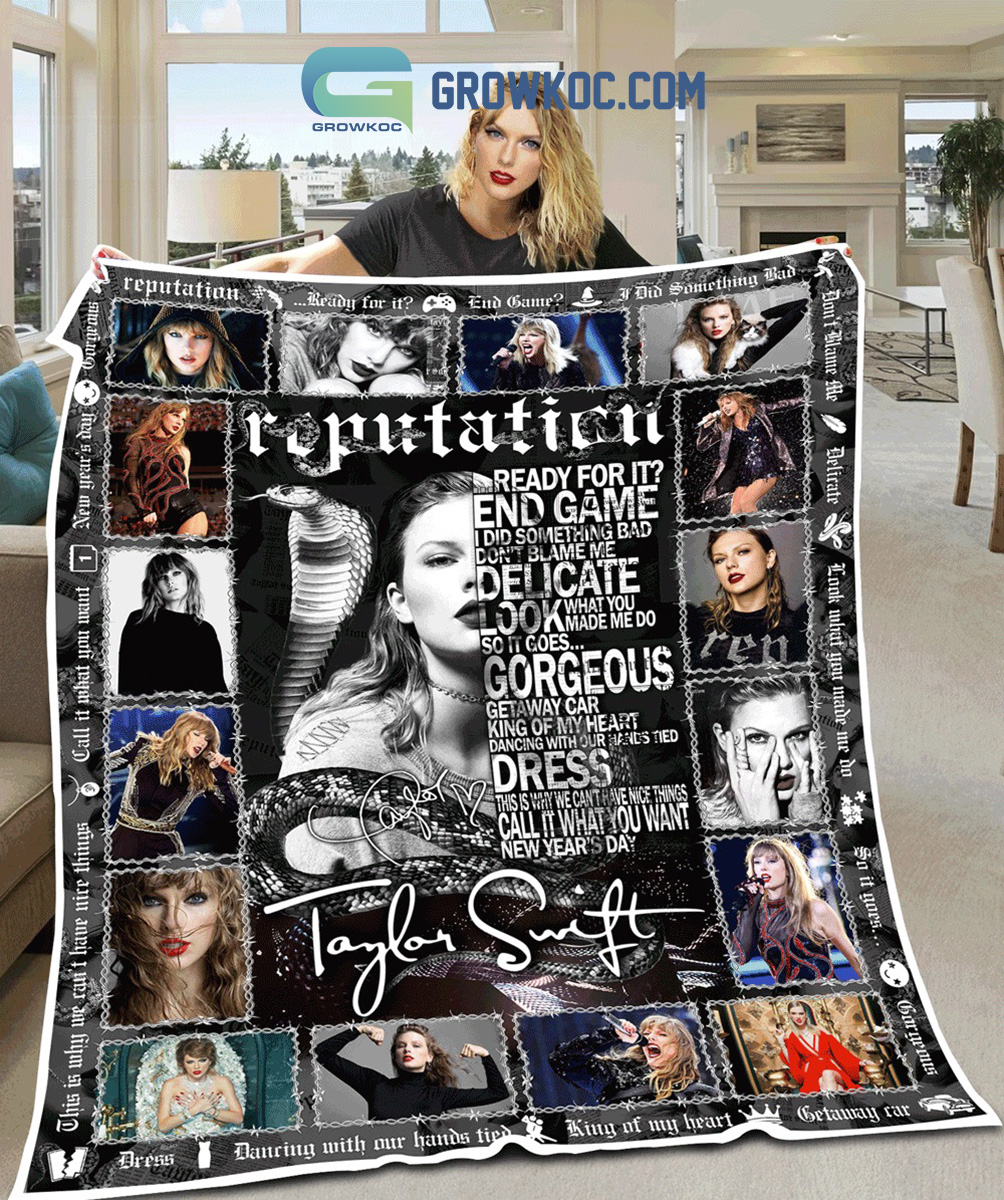 GROWKOC
GROWKOC.COM
reputation
...Ready for it?
End Game?
I Did Something Bad
Don't Blame Me
Delicate
Look what you made me do
So it goes...
Gorgeous
Gorgeous
New year's day
1
Call it what you want
This is why we can't have nice things
reputation
...READY FOR IT?
END GAME
I DID SOMETHING BAD
DON'T BLAME ME
DELICATE
LOOK WHAT YOU
MADE ME DO
SO IT GOES...
GORGEOUS
GETAWAY CAR
KING OF MY HEART
DANCING WITH OUR HANDS TIED
DRESS
THIS IS WHY WE CAN'T HAVE NICE THINGS
CALL IT WHAT YOU WANT
NEW YEAR'S DAY
ren
Taylor
Taylor Swift
Dress
Dancing with our hands tied
King of my heart
Getaway car